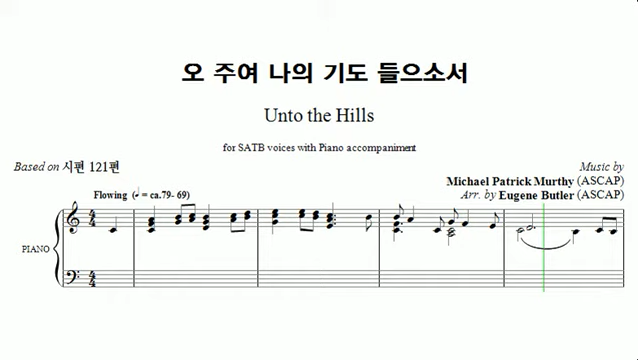 오 주여 나의 기도 들으소서
Unto the Hills
for SATB voices with Piano accompaniment
Based on 시편 121편
Music by
Michael Patrick Murthy (ASCAP)
Arr. by Eugene Butler (ASCAP)
Flowing (♩ = ca.79- 69)
PIANO